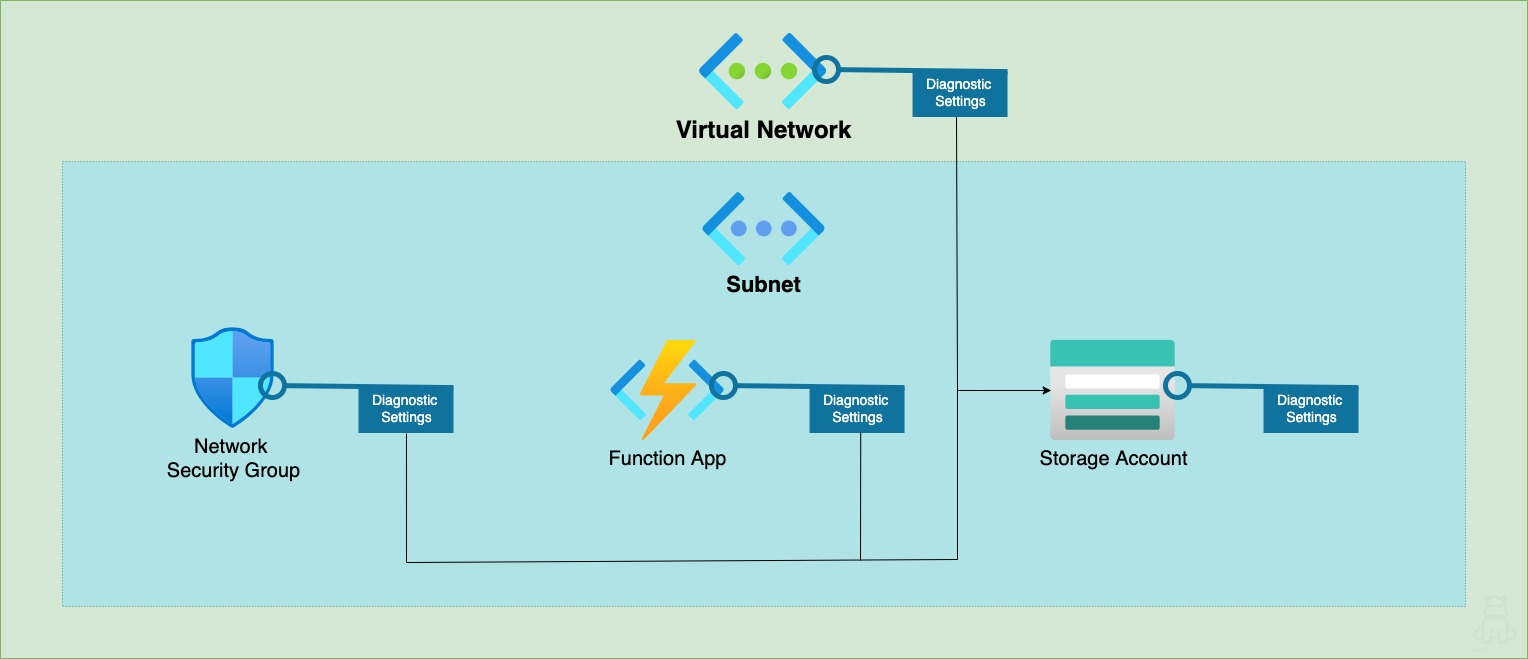 Diagnostic
Settings
Virtual Network
Subnet
Diagnostic
Settings
Network
Security Group
Diagnostic
Settings
Function App
Diagnostic
Settings
Storage Account